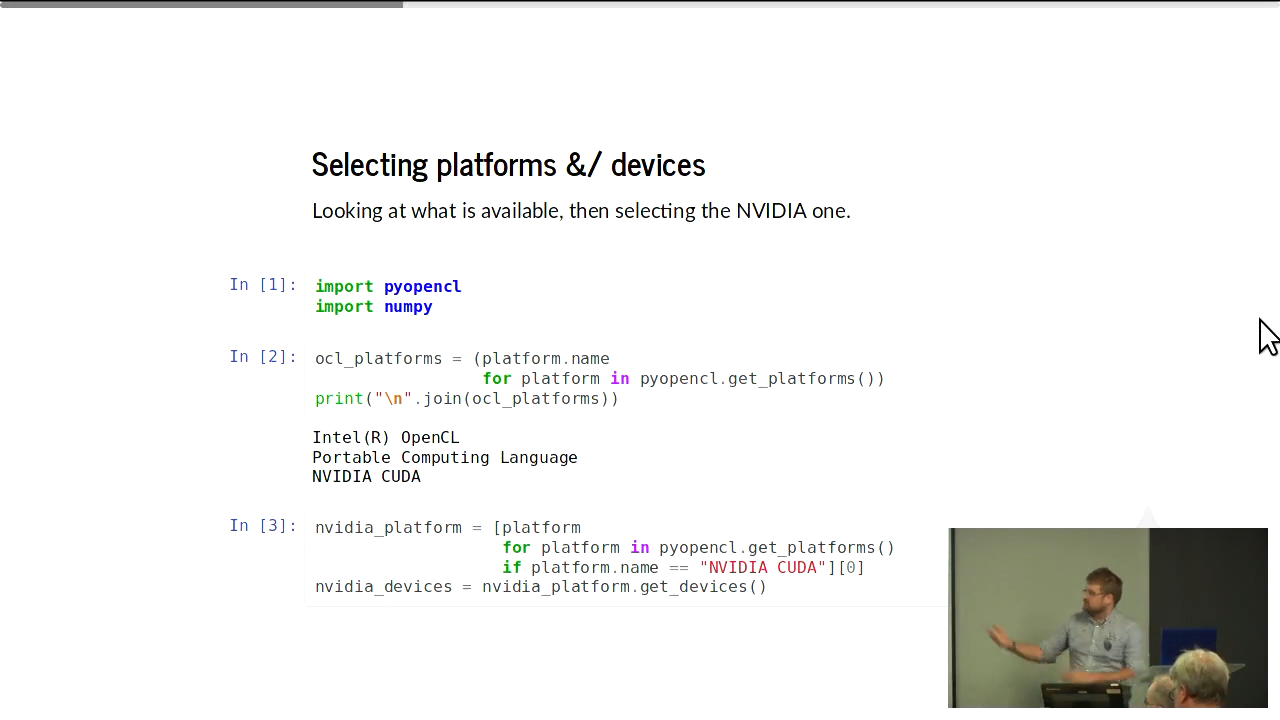 Selecting platforms &/ devices
Looking at what is available, then selecting the NVIDIA one.
In [1]: import pyopencl
import numpy
In [2]: ocl_platforms = (platform.name
for platform in pyopencl.get_platforms())
print("\n".join(ocl_platforms))
Intel(R) OpenCL
Portable Computing Language
NVIDIA CUDA
In [3]: nvidia_platform = [platform
for platform in pyopencl.get_platforms()
if platform.name == "NVIDIA CUDA"][0]
nvidia_devices = nvidia_platform.get_devices()